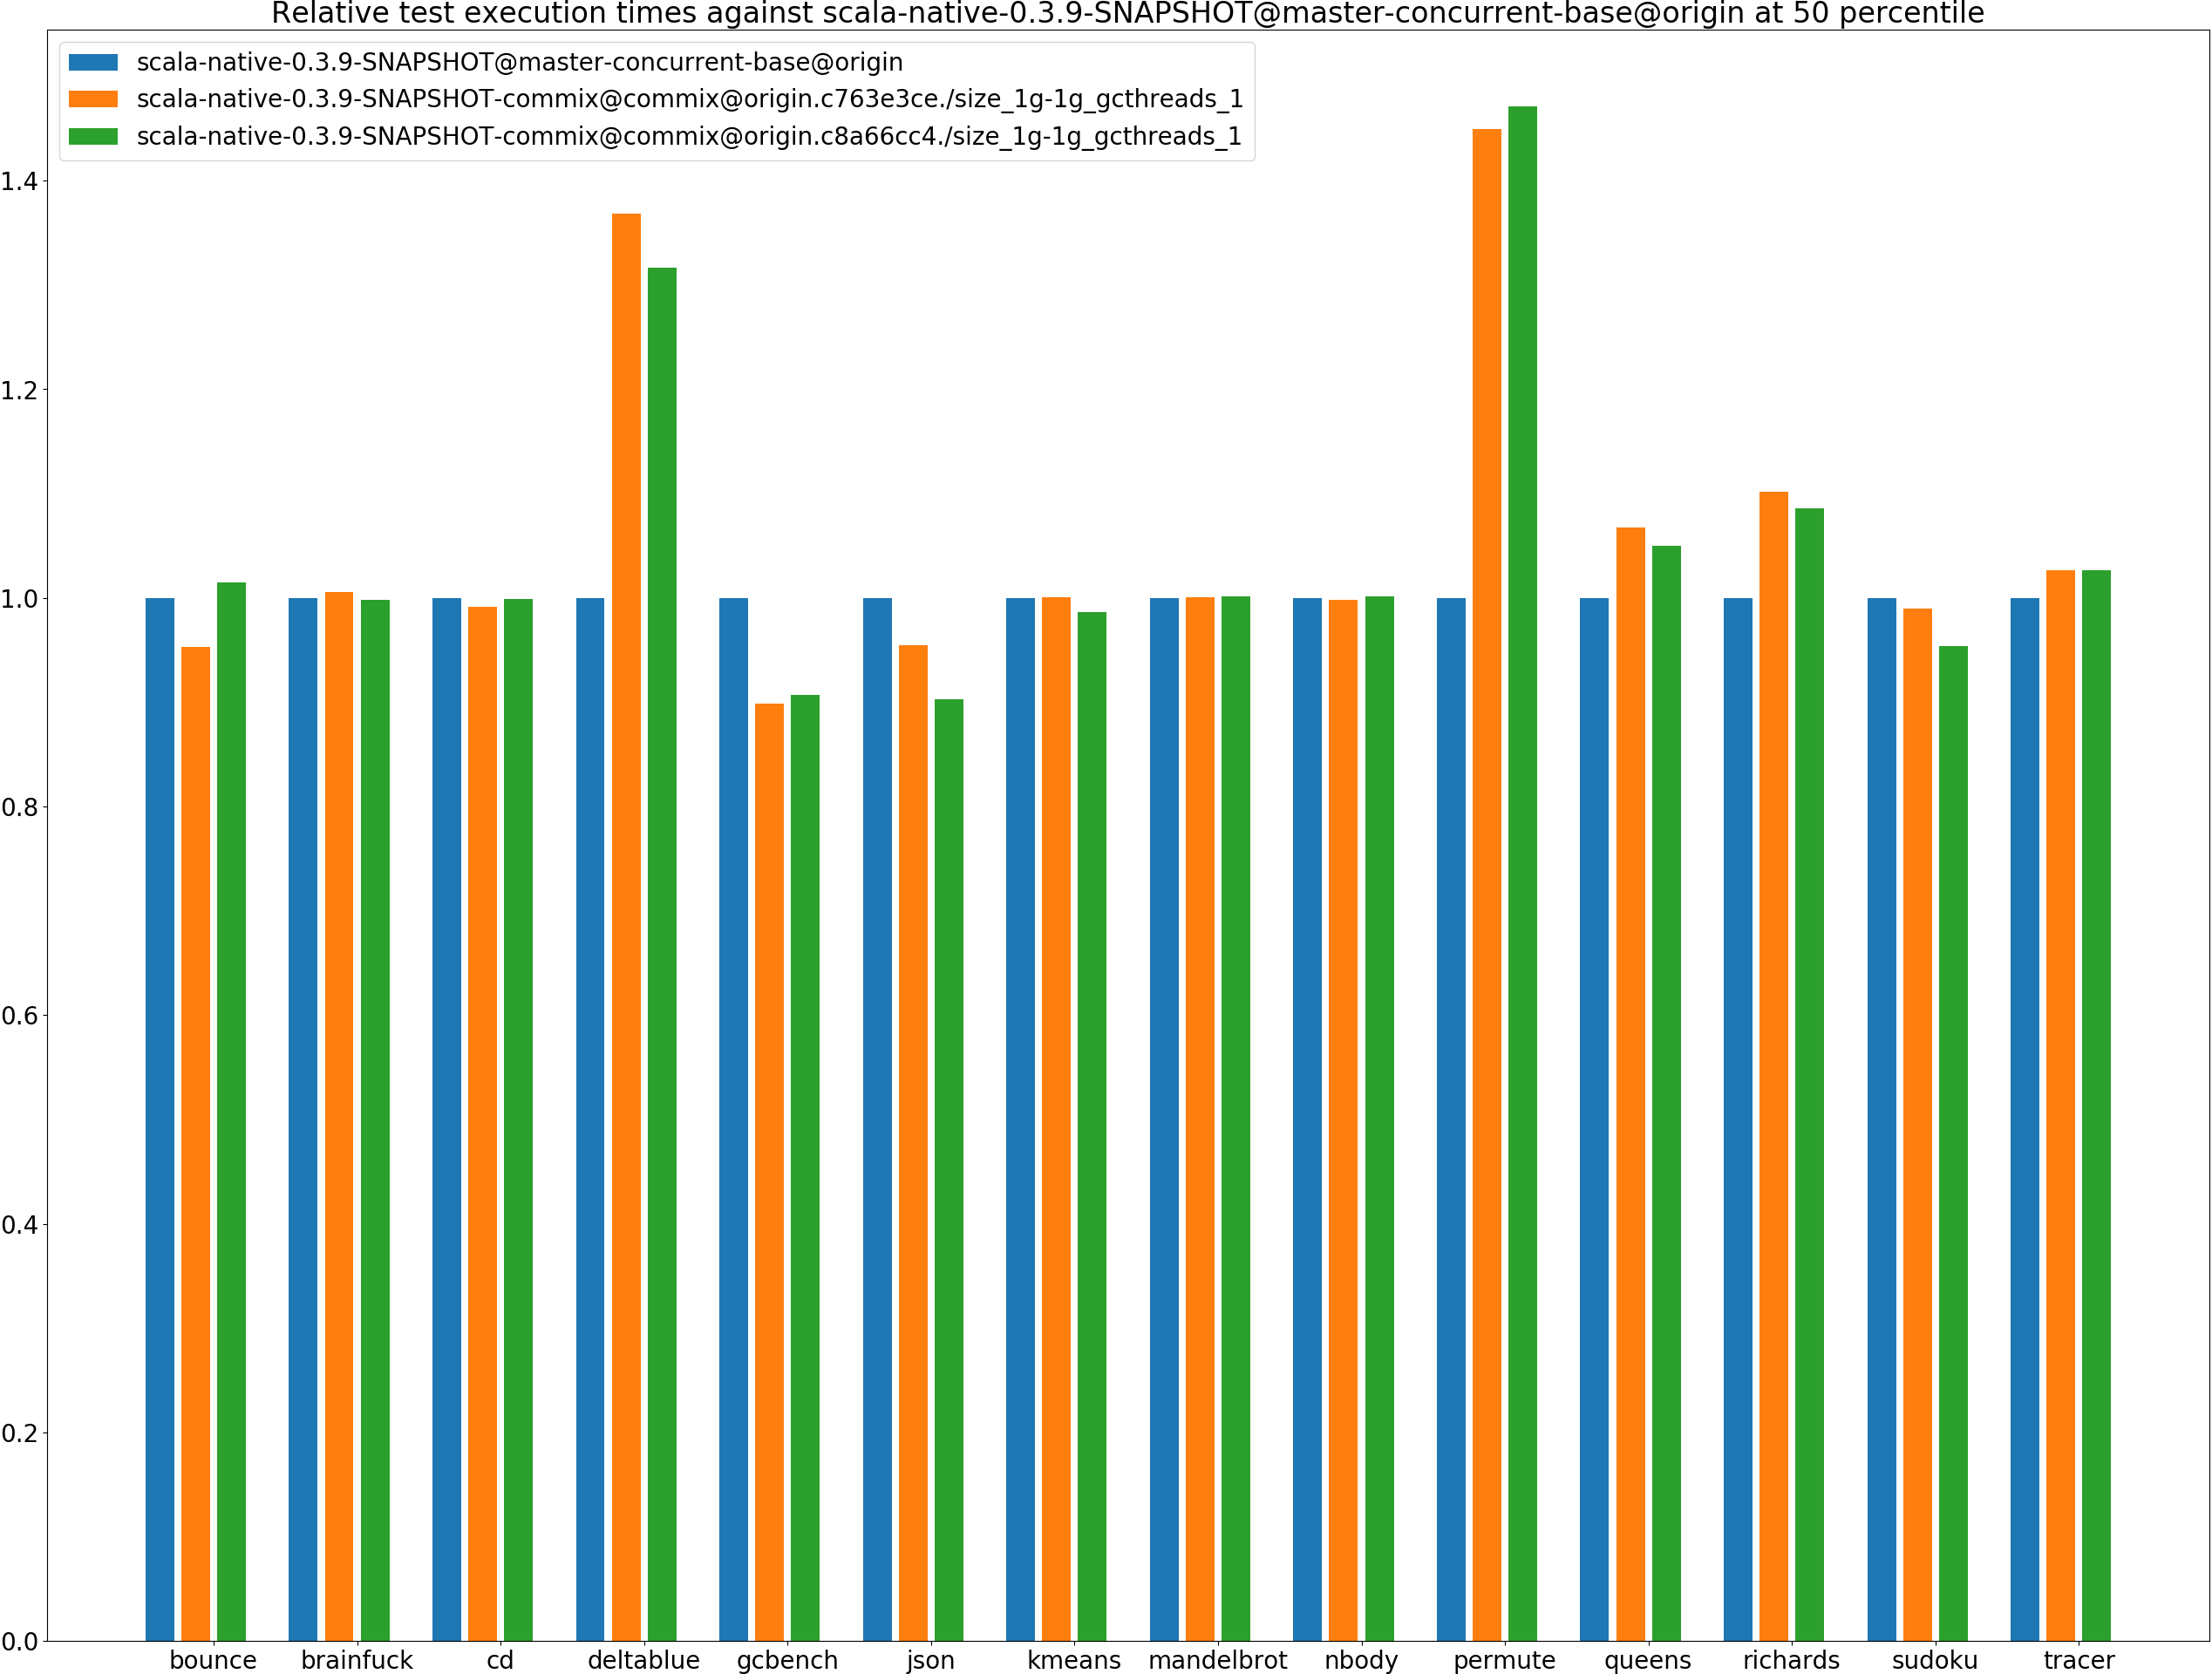 Relative test execution times against scala-native-0.3.9-SNAPSHOT@master-concurrent-base@origin at 50 percentile
scala-native-0.3.9-SNAPSHOT@master-concurrent-base@origin
scala-native-0.3.9-SNAPSHOT-commix@commix@origin.c763e3ce./size_1g-1g_gcthreads_1
scala-native-0.3.9-SNAPSHOT-commix@commix@origin.c8a66cc4./size_1g-1g_gcthreads_1
1.4
1.2
1.0
0.8
0.6
0.4
0.2
0.0
bounce brainfuck cd deltablue gcbench json kmeans mandelbrot nbody permute queens richards sudoku tracer